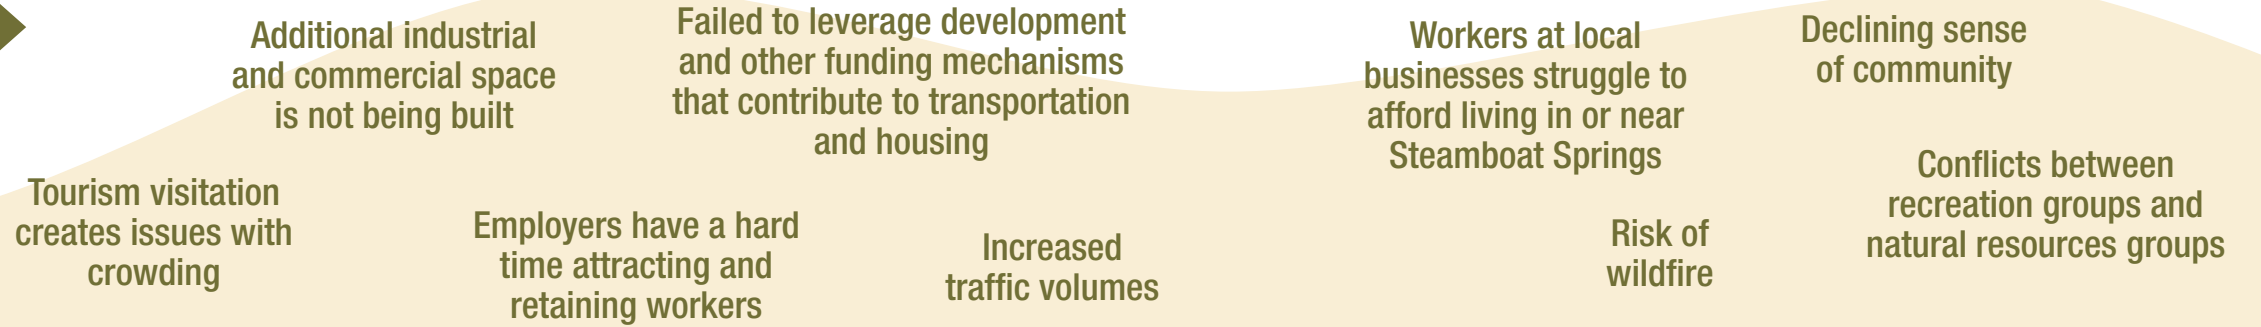 Additional industrial
and commercial space
is not being built
Failed to leverage development
and other funding mechanisms
that contribute to transportation
and housing
Workers at local
businesses struggle to
afford living in or near
Steamboat Springs
Declining sense
of community
Tourism visitation
creates issues with
crowding
Employers have a hard
time attracting and
retaining workers
Increased
traffic volumes
Risk of
wildfire
Conflicts between
recreation groups and
natural resources groups